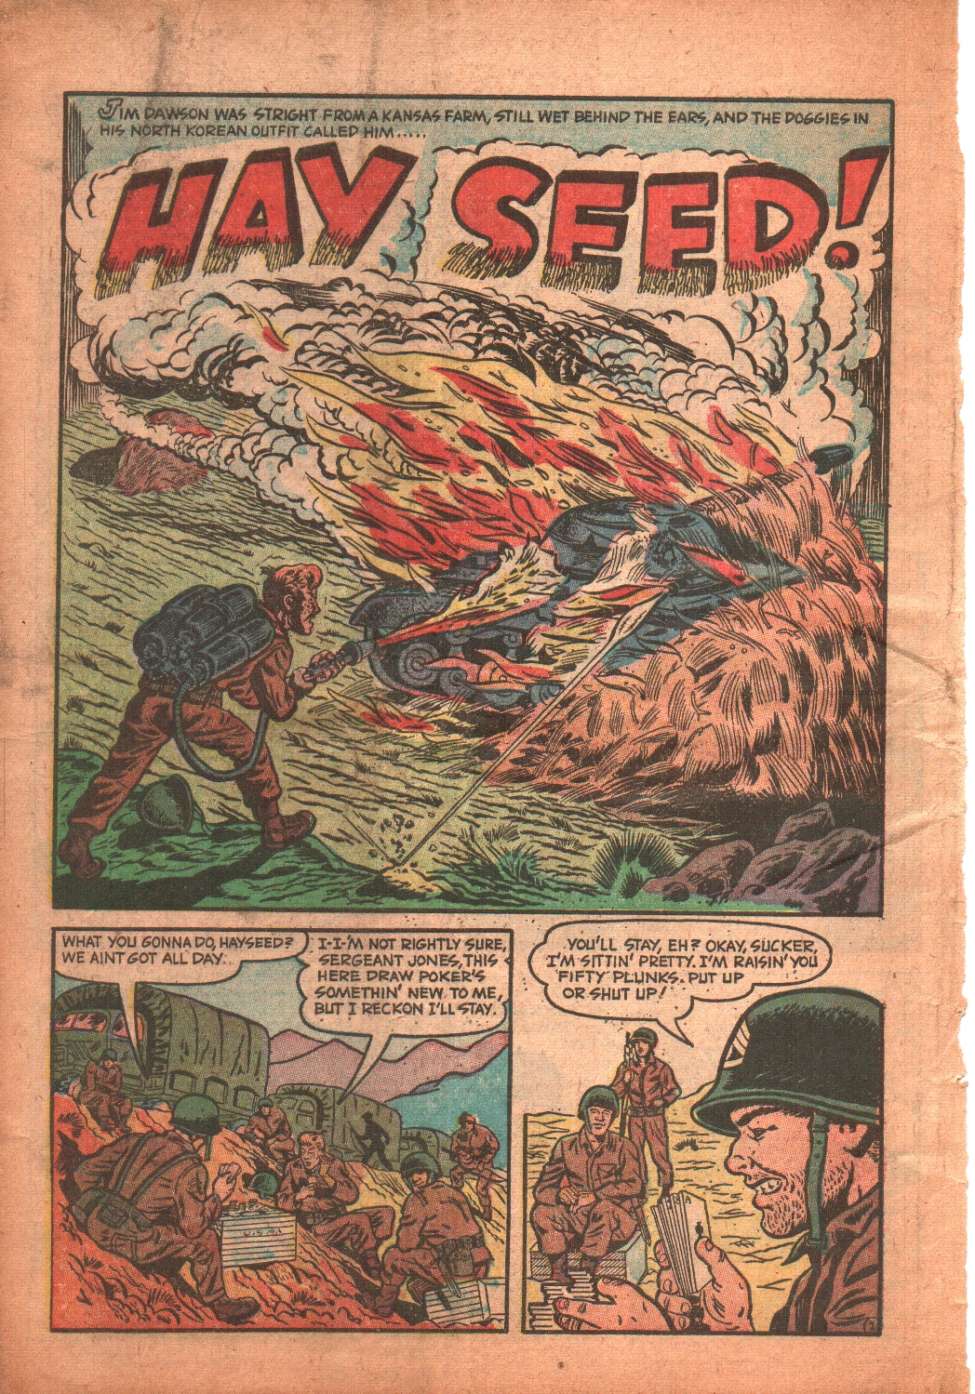 JIM DAWSON WAS STRIGHT FROM A KANSAS FARM, STILL WET BEHIND THE EARS, AND THE DOGGIES IN
HIS NORTH KOREAN OUTFIT CALLED HIM.....
HAY SEED!
WHAT YOU GONNA DO, HAYSEED?
WE AINT GOT ALL DAY..
I-I-I'M NOT RIGHTLY SURE,
SERGEANT JONES, THIS
HERE DRAW POKER'S
SOMETHIN' NEW TO ME,
BUT I RECKON I'LL STAY.
YOU'LL STAY, EH? OKAY, SUCKER,
I'M SITTIN' PRETTY. I'M RAISIN' YOU
FIFTY PLUNKS. PUT UP
OR SHUT UP!